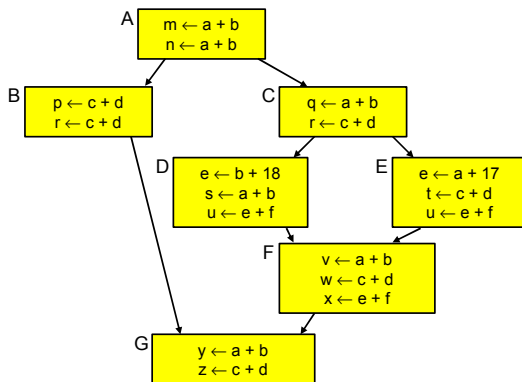 A
m ← a + b
n ← a + b
B
p ← c + d
r ← c + d
C
q ← a + b
r ← c + d
D
e ← b + 18
s ← a + b
u ← e + f
E
e ← a + 17
t ← c + d
u ← e + f
F
v ← a + b
w ← c + d
x ← e + f
G
y ← a + b
z ← c + d